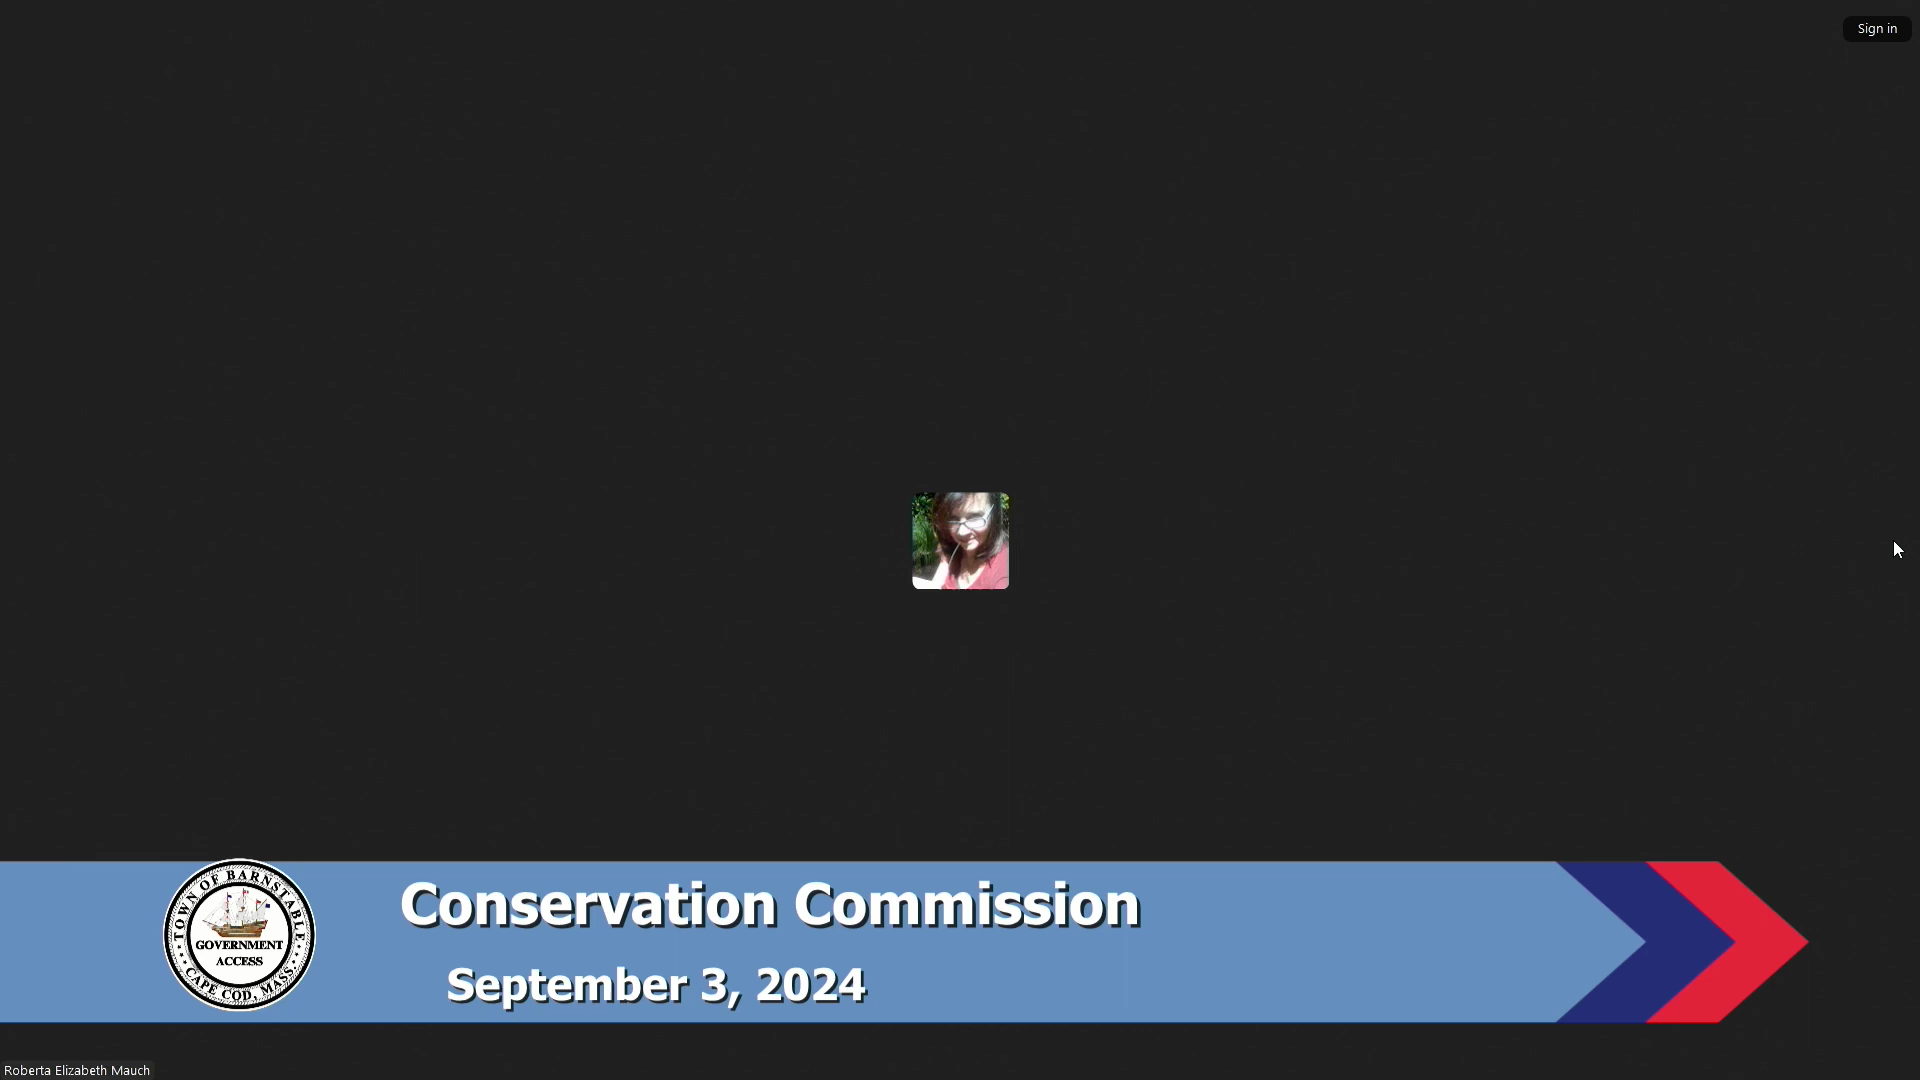 Sign in
TOWN OF BARNSTABLE
GOVERNMENT
ACCESS
CAPE COD, MASS.
Conservation Commission
September 3, 2024
Roberta Elizabeth Mauch